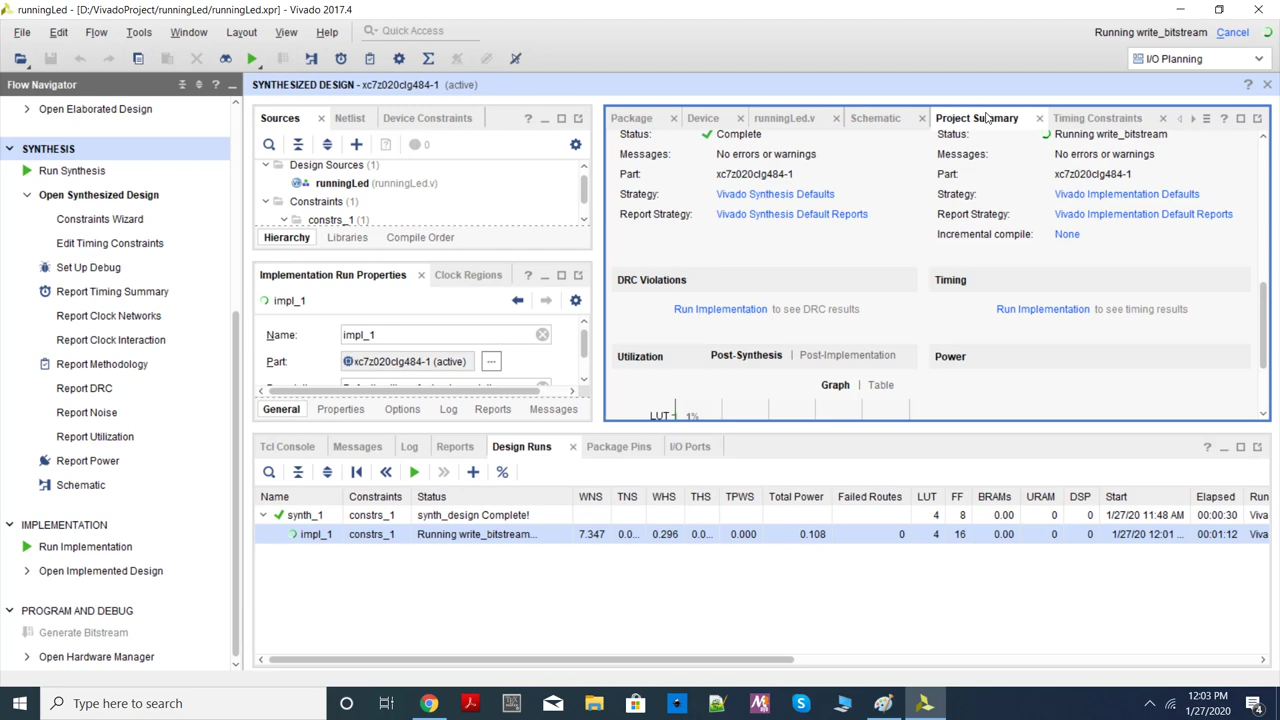 runningLed - [D:/VivadoProject/runningLed/runningLed.xpr] - Vivado 2017.4
File Edit Flow Tools Window Layout View Help Quick Access
Running write_bitstream Cancel
I/O Planning
Flow Navigator
SYNTHESIZED DESIGN - xc7z020clg484-1 (active)
Open Elaborated Design
SYNTHESIS
Run Synthesis
Open Synthesized Design
Constraints Wizard
Edit Timing Constraints
Set Up Debug
Report Timing Summary
Report Clock Networks
Report Clock Interaction
Report Methodology
Report DRC
Report Noise
Report Utilization
Report Power
Schematic
IMPLEMENTATION
Run Implementation
Open Implemented Design
PROGRAM AND DEBUG
Generate Bitstream
Open Hardware Manager
Sources Netlist Device Constraints
0
Design Sources (1)
runningLed (runningLed.v)
Constraints (1)
constrs_1 (1)
Hierarchy Libraries Compile Order
Implementation Run Properties Clock Regions
impl_1
Name: impl_1
Part: xc7z020clg484-1 (active)
General Properties Options Log Reports Messages
Package Device runningLed.v Schematic Project Summary Timing Constraints
Status: Complete
Messages: No errors or warnings
Part: xc7z020clg484-1
Strategy: Vivado Synthesis Defaults
Report Strategy: Vivado Synthesis Default Reports
Status: Running write_bitstream
Messages: No errors or warnings
Part: xc7z020clg484-1
Strategy: Vivado Implementation Defaults
Report Strategy: Vivado Implementation Default Reports
Incremental compile: None
DRC Violations
Run Implementation to see DRC results
Timing
Run Implementation to see timing results
Utilization Post-Synthesis | Post-Implementation
Graph | Table
LUT 1%
Power
Tcl Console Messages Log Reports Design Runs Package Pins I/O Ports
Name Constraints Status WNS TNS WHS THS TPWS Total Power Failed Routes LUT FF BRAMs URAM DSP Start Elapsed Run
synth_1 constrs_1 synth_design Complete! 4 8 0.00 0 0 1/27/20 11:48 AM 00:00:30 Viva
impl_1 constrs_1 Running write_bitstream... 7.347 0.0... 0.296 0.0... 0.000 0.108 0 4 16 0.00 0 0 1/27/20 12:01 ... 00:01:12 Viva
Type here to search
12:03 PM
1/27/2020
4